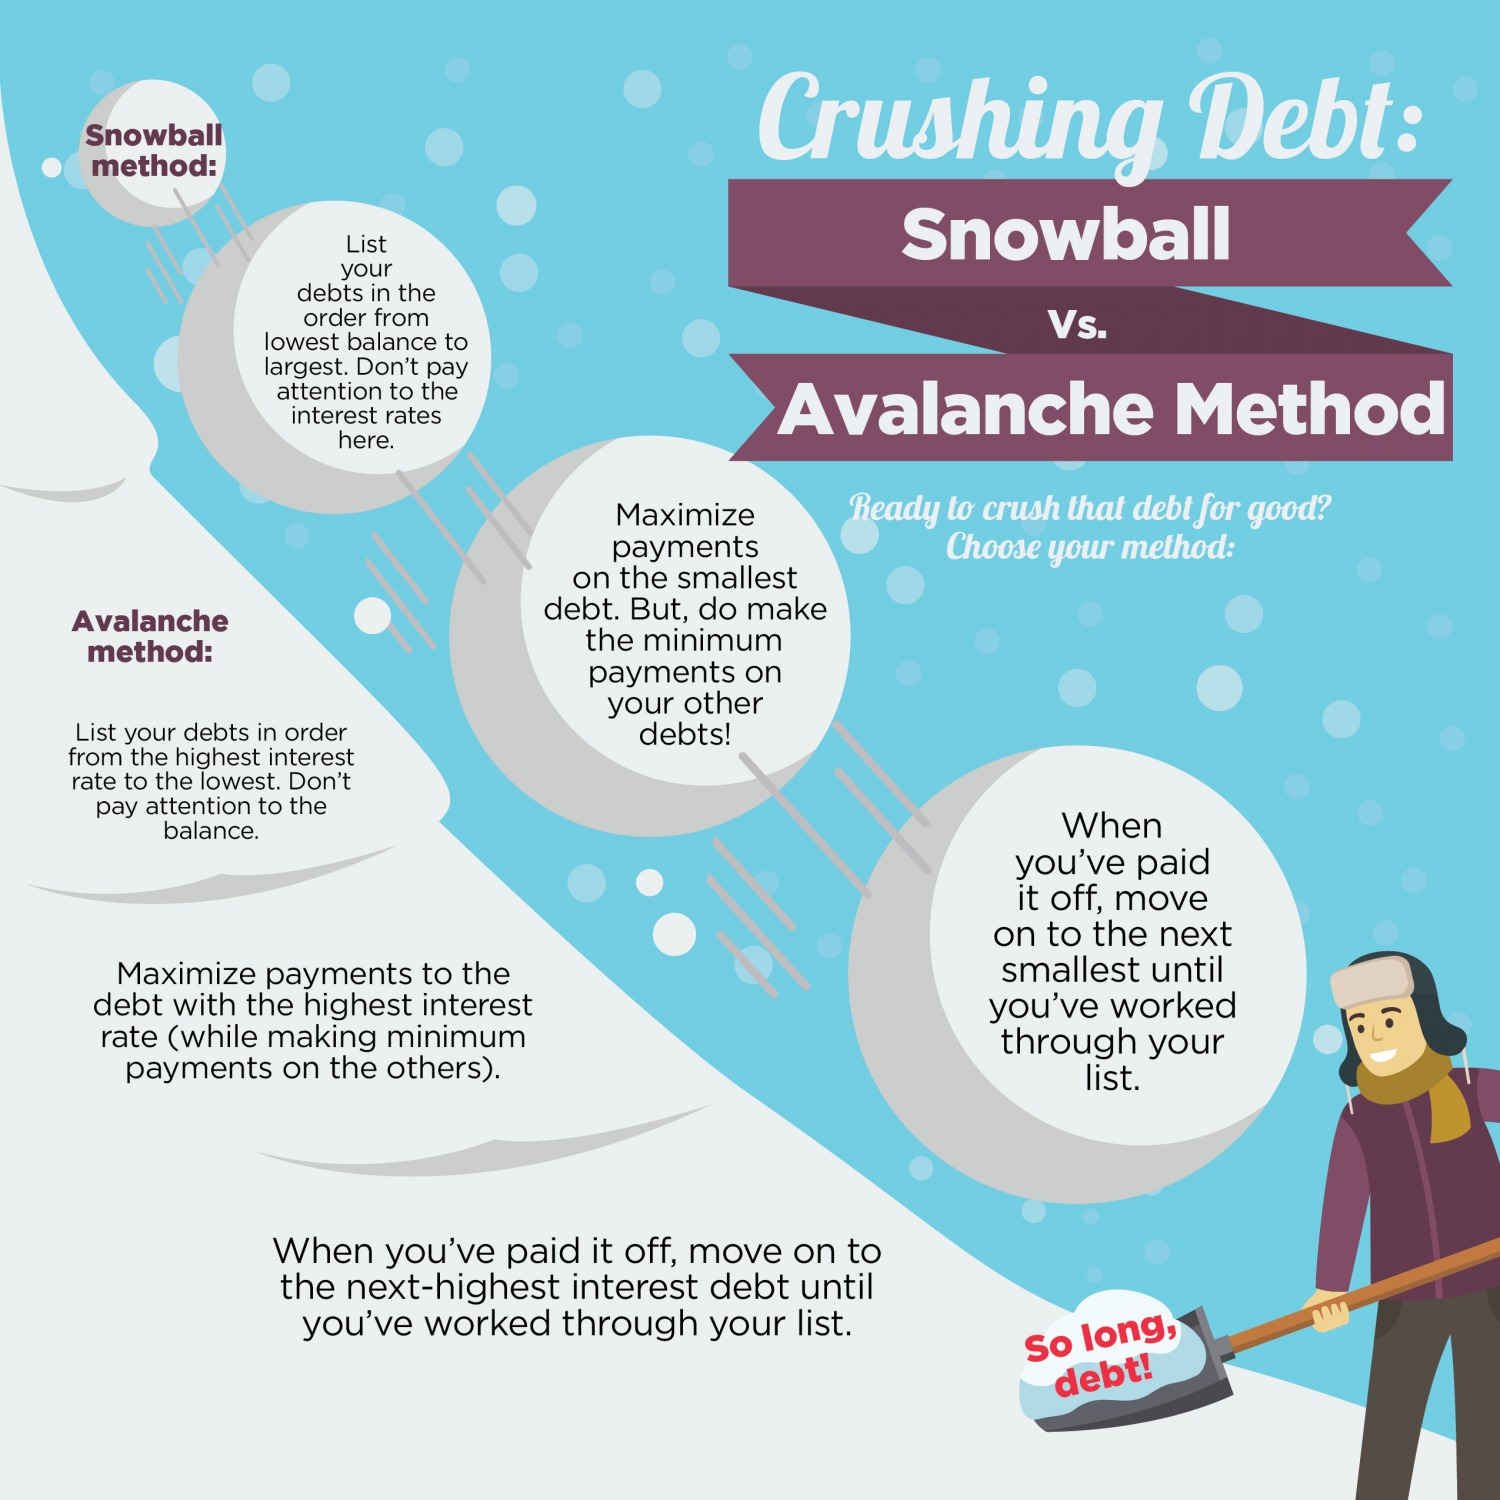 Crushing Debt:
Snowball
Vs.
Avalanche Method
Ready to crush that debt for good?
Choose your method:
Snowball
method:
List
your
debts in the
order from
lowest balance to
largest. Don't pay
attention to the
interest rates
here.
Maximize
payments
on the smallest
debt. But, do make
the minimum
payments on
your other
debts!
When
you've paid
it off, move
on to the next
smallest until
you've worked
through your
list.
Avalanche
method:
List your debts in order
from the highest interest
rate to the lowest. Don't
pay attention to the
balance.
Maximize payments to the
debt with the highest interest
rate (while making minimum
payments on the others).
When you've paid it off, move on to
the next-highest interest debt until
you've worked through your list.
So long,
debt!